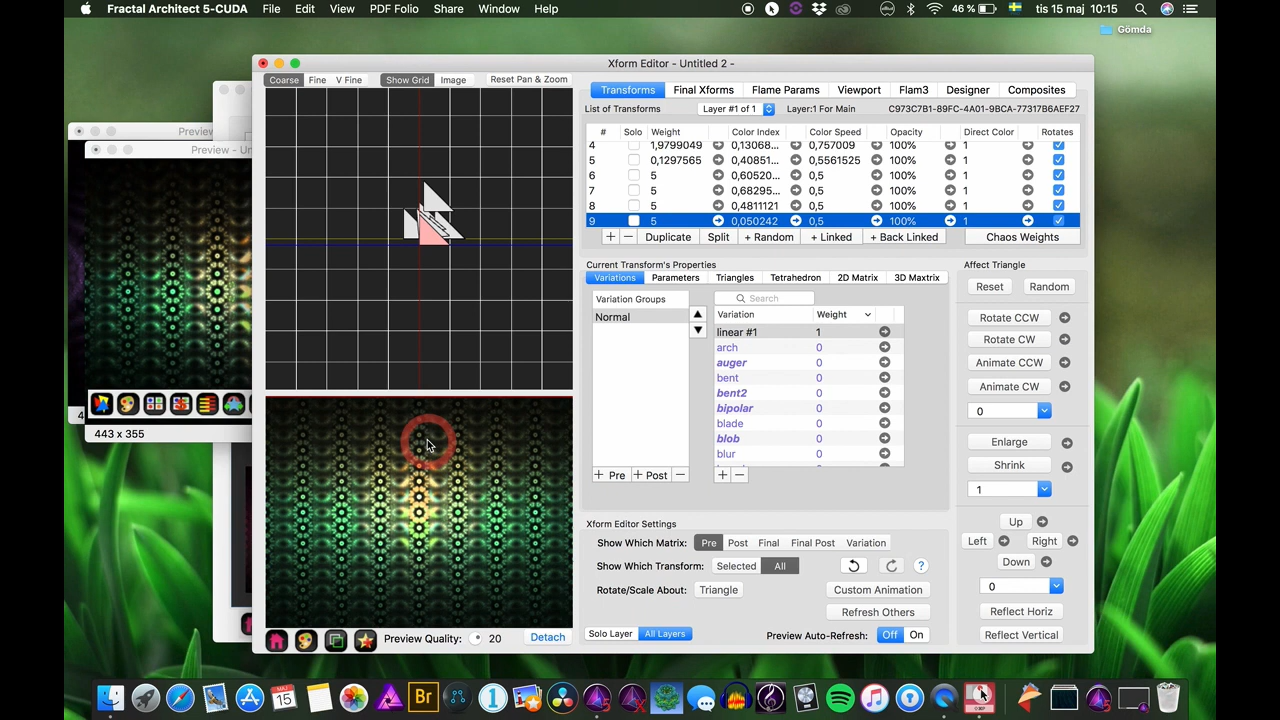 Fractal Architect 5-CUDA File Edit View PDF Folio Share Window Help 46 % tis 15 maj 10:15
Gömda
Xform Editor - Untitled 2 -
Coarse Fine V Fine Show Grid Image Reset Pan & Zoom
Transforms Final Xforms Flame Params Viewport Flam3 Designer Composites
List of Transforms Layer #1 of 1 Layer:1 For Main C973C7B1-89FC-4A01-9BCA-77317B6AEF27
# Solo Weight Color Index Color Speed Opacity Direct Color Rotates
4 1,9799049 0,13068... 0,757009 100% 1
5 0,1297565 0,40851... 0,5561525 100% 1
6 5 0,60520... 0,5 100% 1
7 5 0,68295... 0,5 100% 1
8 5 0,4811121 0,5 100% 1
9 5 0,050242 0,5 100% 1
+ − Duplicate Split + Random + Linked + Back Linked Chaos Weights
Current Transform's Properties
Variations Parameters Triangles Tetrahedron 2D Matrix 3D Maxtrix
Variation Groups
Normal
+ Pre + Post −
Search
Variation Weight
linear #1 1
arch 0
auger 0
bent 0
bent2 0
bipolar 0
blade 0
blob 0
blur 0
+ −
Affect Triangle
Reset Random
Rotate CCW
Rotate CW
Animate CCW
Animate CW
0
Enlarge
Shrink
1
Up
Left Right
Down
0
Reflect Horiz
Reflect Vertical
Xform Editor Settings
Show Which Matrix: Pre Post Final Final Post Variation
Show Which Transform: Selected All ?
Rotate/Scale About: Triangle Custom Animation
Refresh Others
Solo Layer All Layers Preview Auto-Refresh: Off On
Preview Quality: 20 Detach
Preview
Preview - Un
4
443 x 355
MAJ
15
Br
1